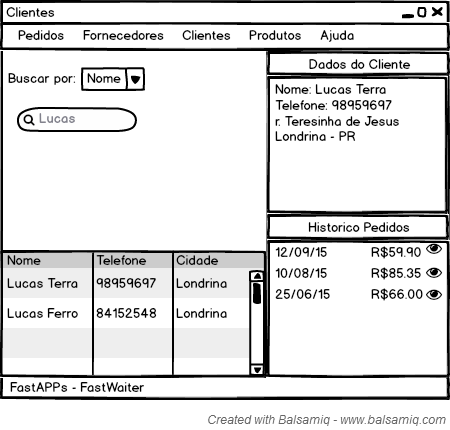 Clientes
Pedidos Fornecedores Clientes Produtos Ajuda
Buscar por: Nome
Lucas
Dados do Cliente
Nome: Lucas Terra
Telefone: 98959697
r. Teresinha de Jesus
Londrina - PR
Historico Pedidos
12/09/15 R$59.90
10/08/15 R$85.35
25/06/15 R$66.00
Nome Telefone Cidade
Lucas Terra 98959697 Londrina
Lucas Ferro 84152548 Londrina
FastAPPs - FastWaiter
Created with Balsamiq - www.balsamiq.com